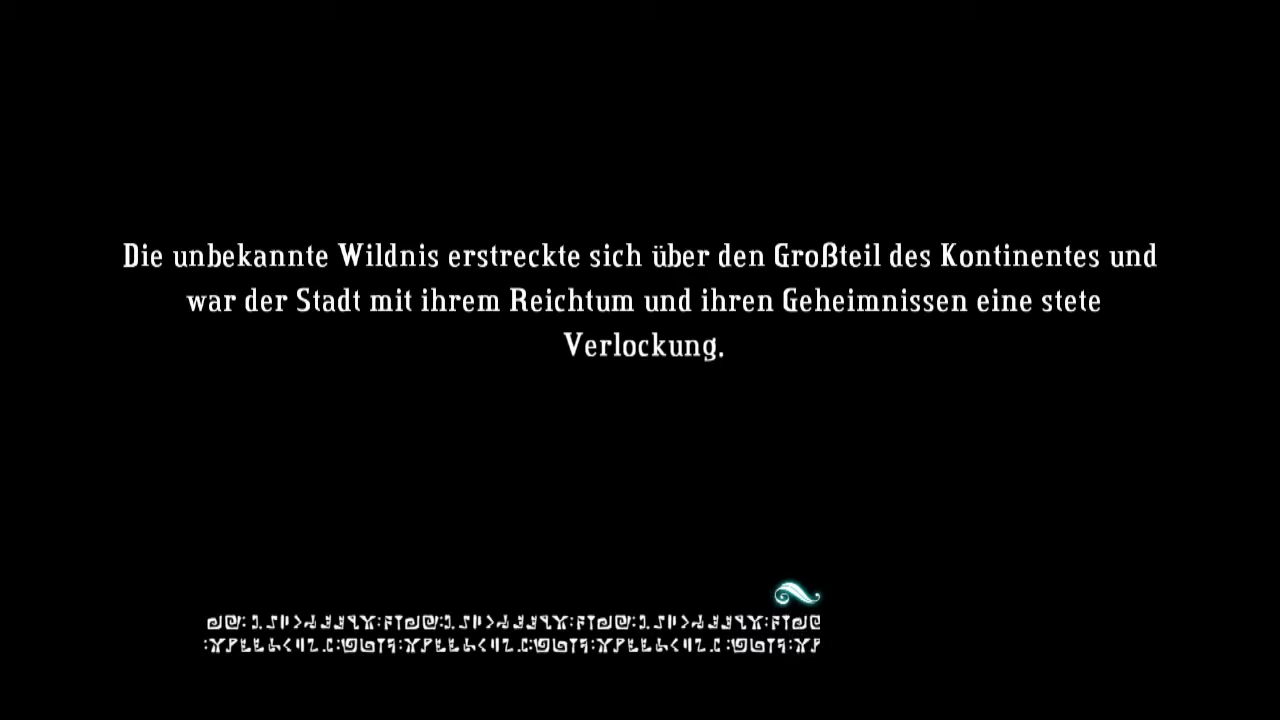 Die unbekannte Wildnis erstreckte sich über den Großteil des Kontinentes und
war der Stadt mit ihrem Reichtum und ihren Geheimnissen eine stete
Verlockung.